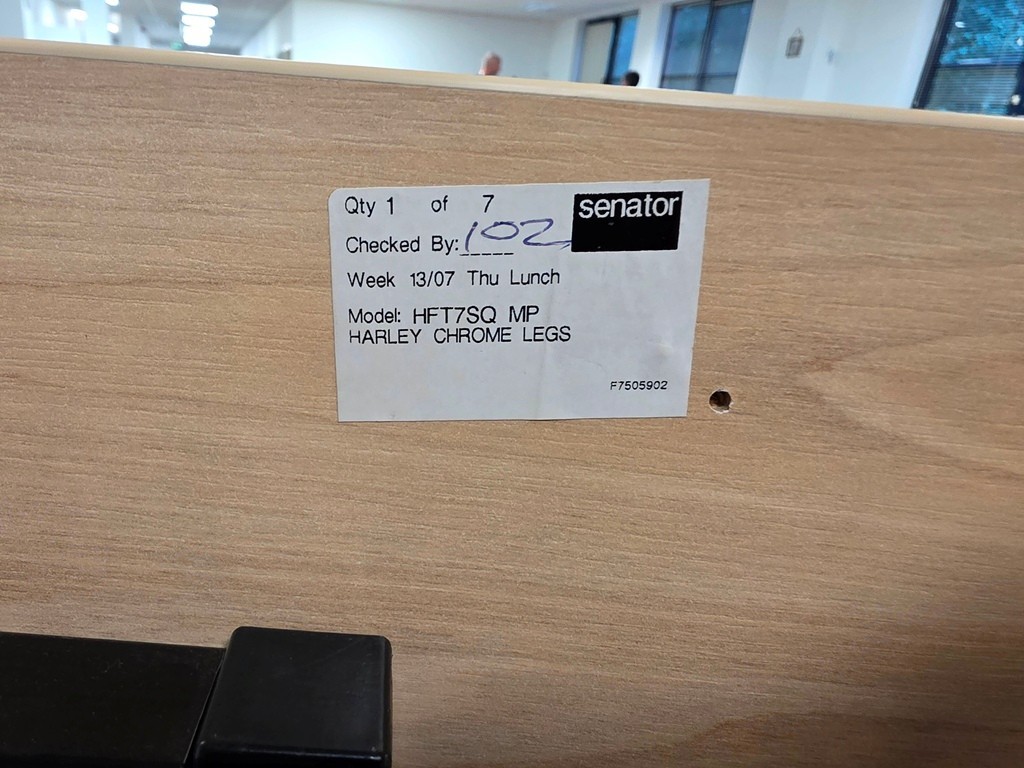 Qty 1 of 7
senator
Checked By: 102
Week 13/07 Thu Lunch
Model: HFT7SQ MP
HARLEY CHROME LEGS
F7505902